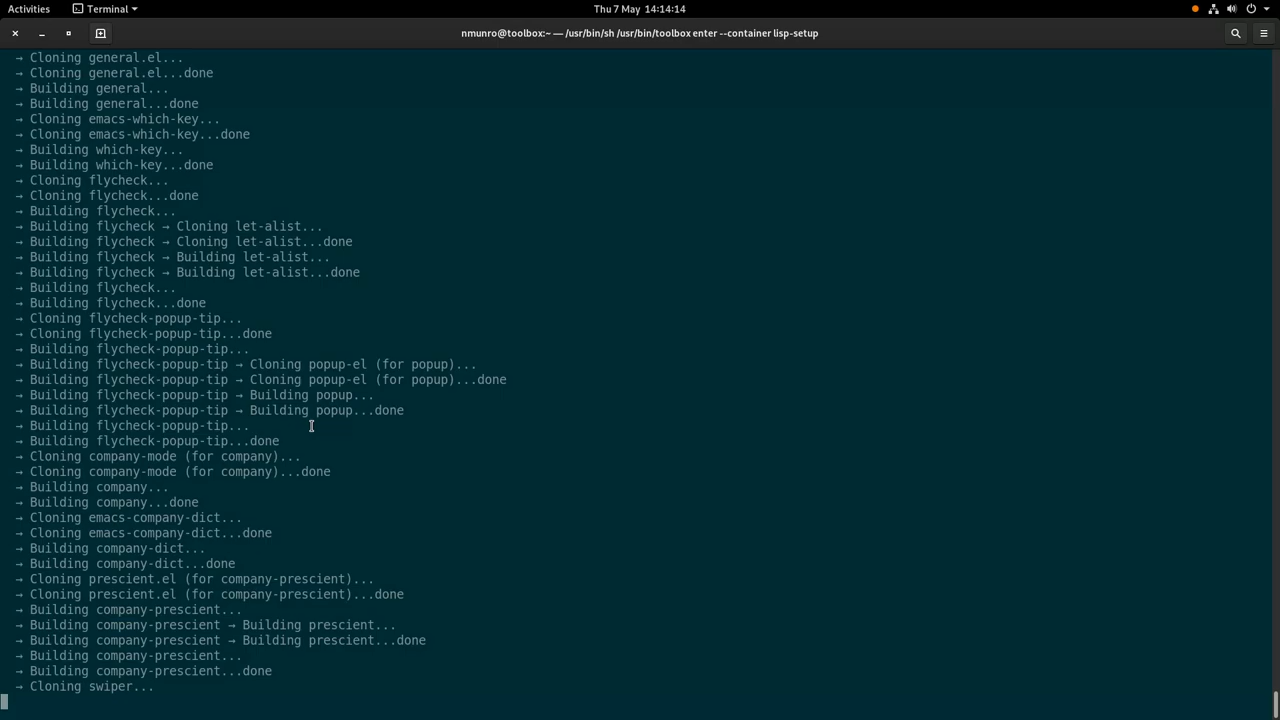 Activities
Terminal
Thu 7 May 14:14:14
nmunro@toolbox:~ — /usr/bin/sh /usr/bin/toolbox enter --container lisp-setup
→ Cloning general.el...
→ Cloning general.el...done
→ Building general...
→ Building general...done
→ Cloning emacs-which-key...
→ Cloning emacs-which-key...done
→ Building which-key...
→ Building which-key...done
→ Cloning flycheck...
→ Cloning flycheck...done
→ Building flycheck...
→ Building flycheck → Cloning let-alist...
→ Building flycheck → Cloning let-alist...done
→ Building flycheck → Building let-alist...
→ Building flycheck → Building let-alist...done
→ Building flycheck...
→ Building flycheck...done
→ Cloning flycheck-popup-tip...
→ Cloning flycheck-popup-tip...done
→ Building flycheck-popup-tip...
→ Building flycheck-popup-tip → Cloning popup-el (for popup)...
→ Building flycheck-popup-tip → Cloning popup-el (for popup)...done
→ Building flycheck-popup-tip → Building popup...
→ Building flycheck-popup-tip → Building popup...done
→ Building flycheck-popup-tip...
→ Building flycheck-popup-tip...done
→ Cloning company-mode (for company)...
→ Cloning company-mode (for company)...done
→ Building company...
→ Building company...done
→ Cloning emacs-company-dict...
→ Cloning emacs-company-dict...done
→ Building company-dict...
→ Building company-dict...done
→ Cloning prescient.el (for company-prescient)...
→ Cloning prescient.el (for company-prescient)...done
→ Building company-prescient...
→ Building company-prescient → Building prescient...
→ Building company-prescient → Building prescient...done
→ Building company-prescient...
→ Building company-prescient...done
→ Cloning swiper...